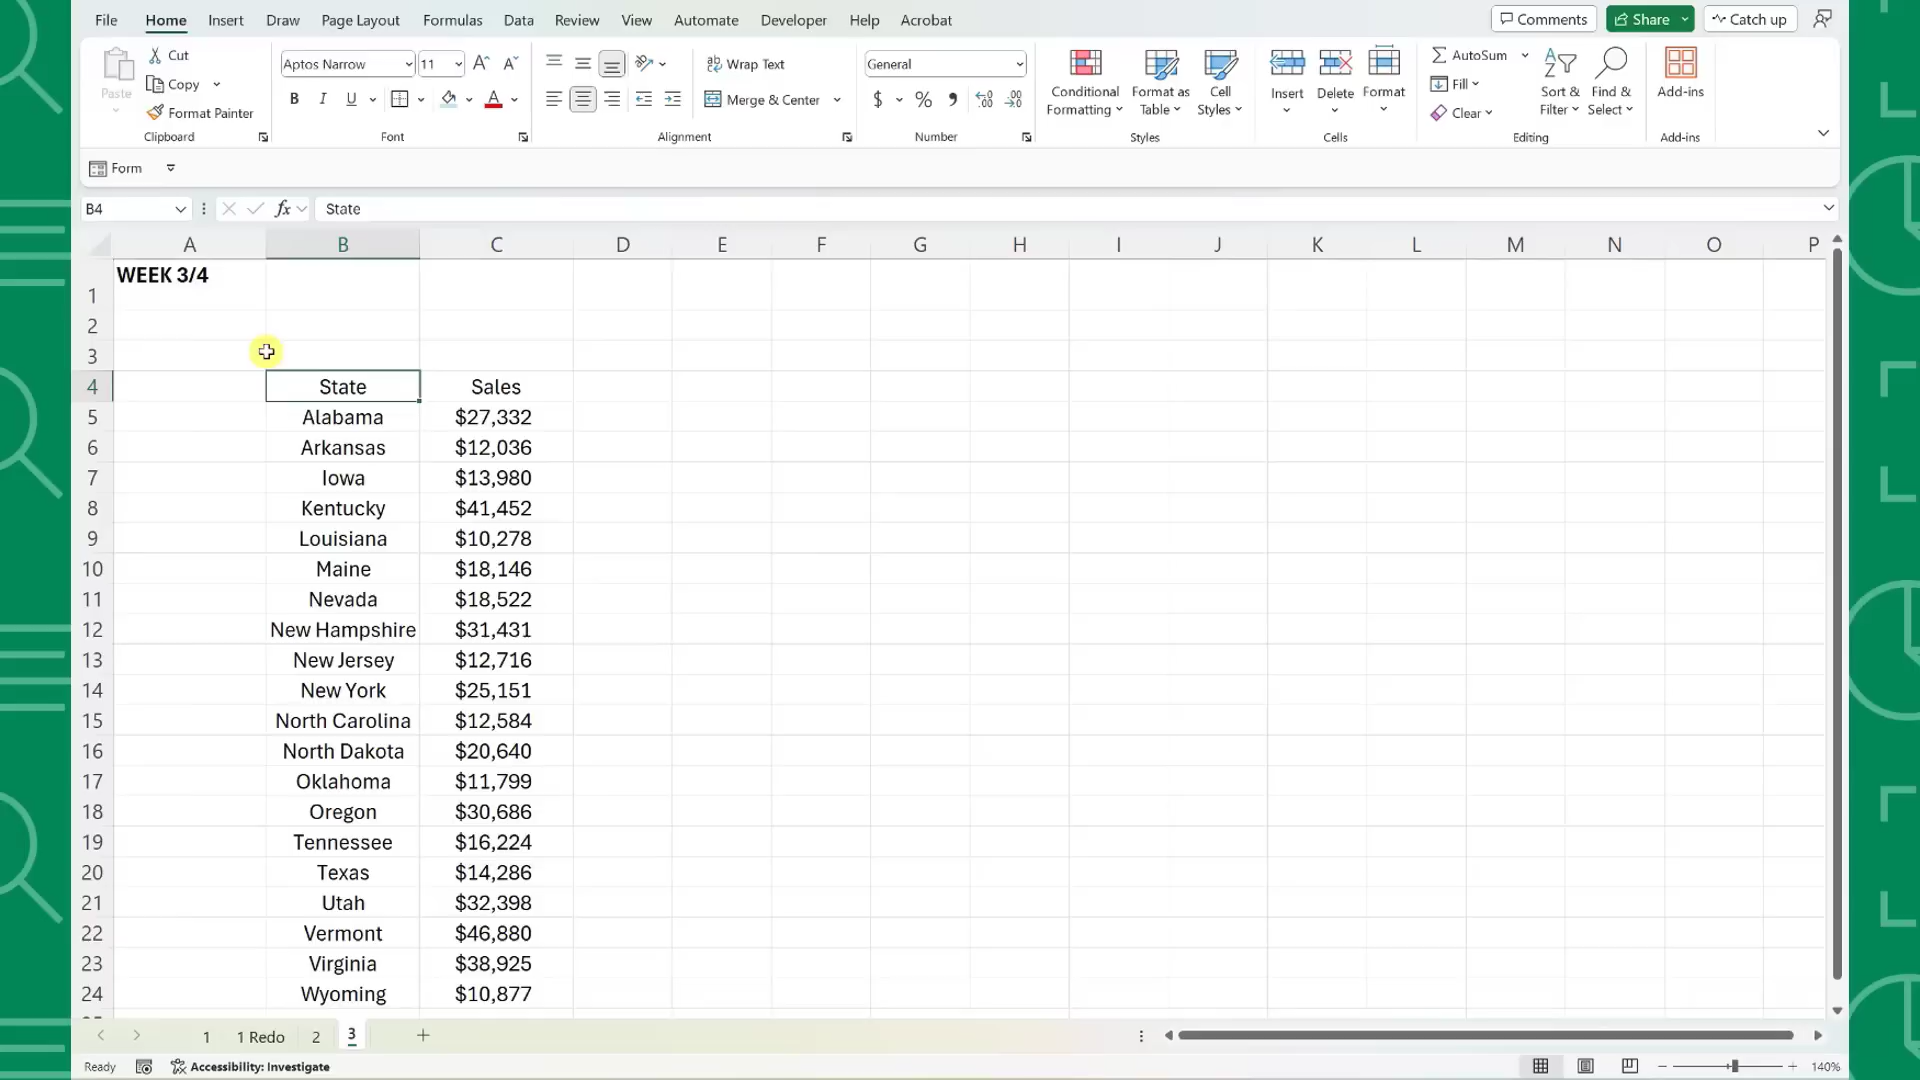 File Home Insert Draw Page Layout Formulas Data Review View Automate Developer Help Acrobat Comments Share Catch up
Paste Cut Copy Format Painter Clipboard
Aptos Narrow 11 B I U A Font
Wrap Text Merge & Center Alignment
General $ % Number
Conditional Formatting Format as Table Cell Styles Styles
Insert Delete Format Cells
AutoSum Fill Clear Sort & Filter Find & Select Editing
Add-ins Add-ins
Form
B4 fx State
A B C D E F G H I J K L M N O P
1 WEEK 3/4
2
3
4 State Sales
5 Alabama $27,332
6 Arkansas $12,036
7 Iowa $13,980
8 Kentucky $41,452
9 Louisiana $10,278
10 Maine $18,146
11 Nevada $18,522
12 New Hampshire $31,431
13 New Jersey $12,716
14 New York $25,151
15 North Carolina $12,584
16 North Dakota $20,640
17 Oklahoma $11,799
18 Oregon $30,686
19 Tennessee $16,224
20 Texas $14,286
21 Utah $32,398
22 Vermont $46,880
23 Virginia $38,925
24 Wyoming $10,877
1 1 Redo 2 3
Ready Accessibility: Investigate 140%